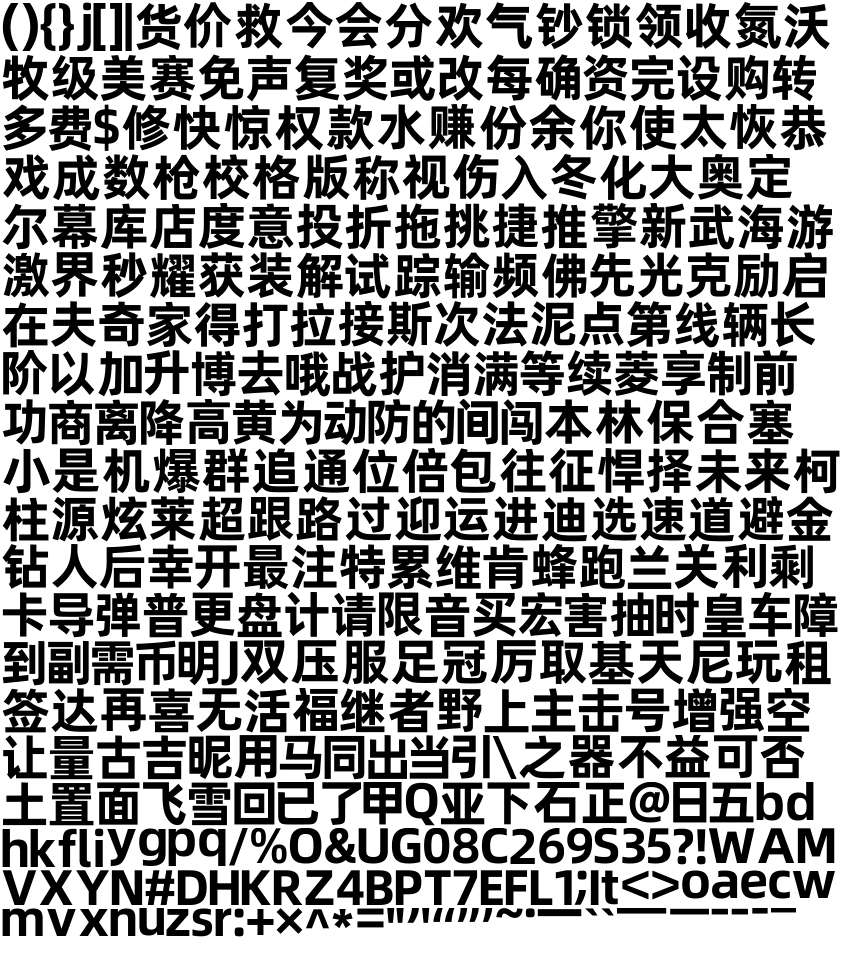 (){}j[]|货价救今会分欢气钞锁领收氮沃
牧级美赛免声复奖或改每确资完设购转
多费$修快惊权款水赚份余你使太恢恭
戏成数枪校格版称视伤入冬化大奥定
尔幕库店度意投折拖挑捷推擎新武海游
激界秒耀获装解试踪输频佛先光克励启
在夫奇家得打拉接斯次法泥点第线辆长
阶以加升博去哦战护消满等续菱享制前
功商离降高黄为动防的间闯本林保合塞
小是机爆群追通位倍包往征悍择未来柯
柱源炫莱超跟路过迎运进迪选速道避金
钻人后幸开最注特累维肯蜂跑兰关利剩
卡导弹普更盘计请限音买宏害抽时皇车障
到副需币明J双压服足冠厉取基天尼玩租
签达再喜无活福继者野上主击号增强空
让量古吉昵用马同出当引\之器不益可否
土置面飞雪回已了甲Q亚下石正@日五bd
hkfliygpq/%O&UG08C269S35?!WAM
VXYN#DHKRZ4BPT7EFL1;It<>oaecw
mvxnuzsr:+×^*="'“”~·—`